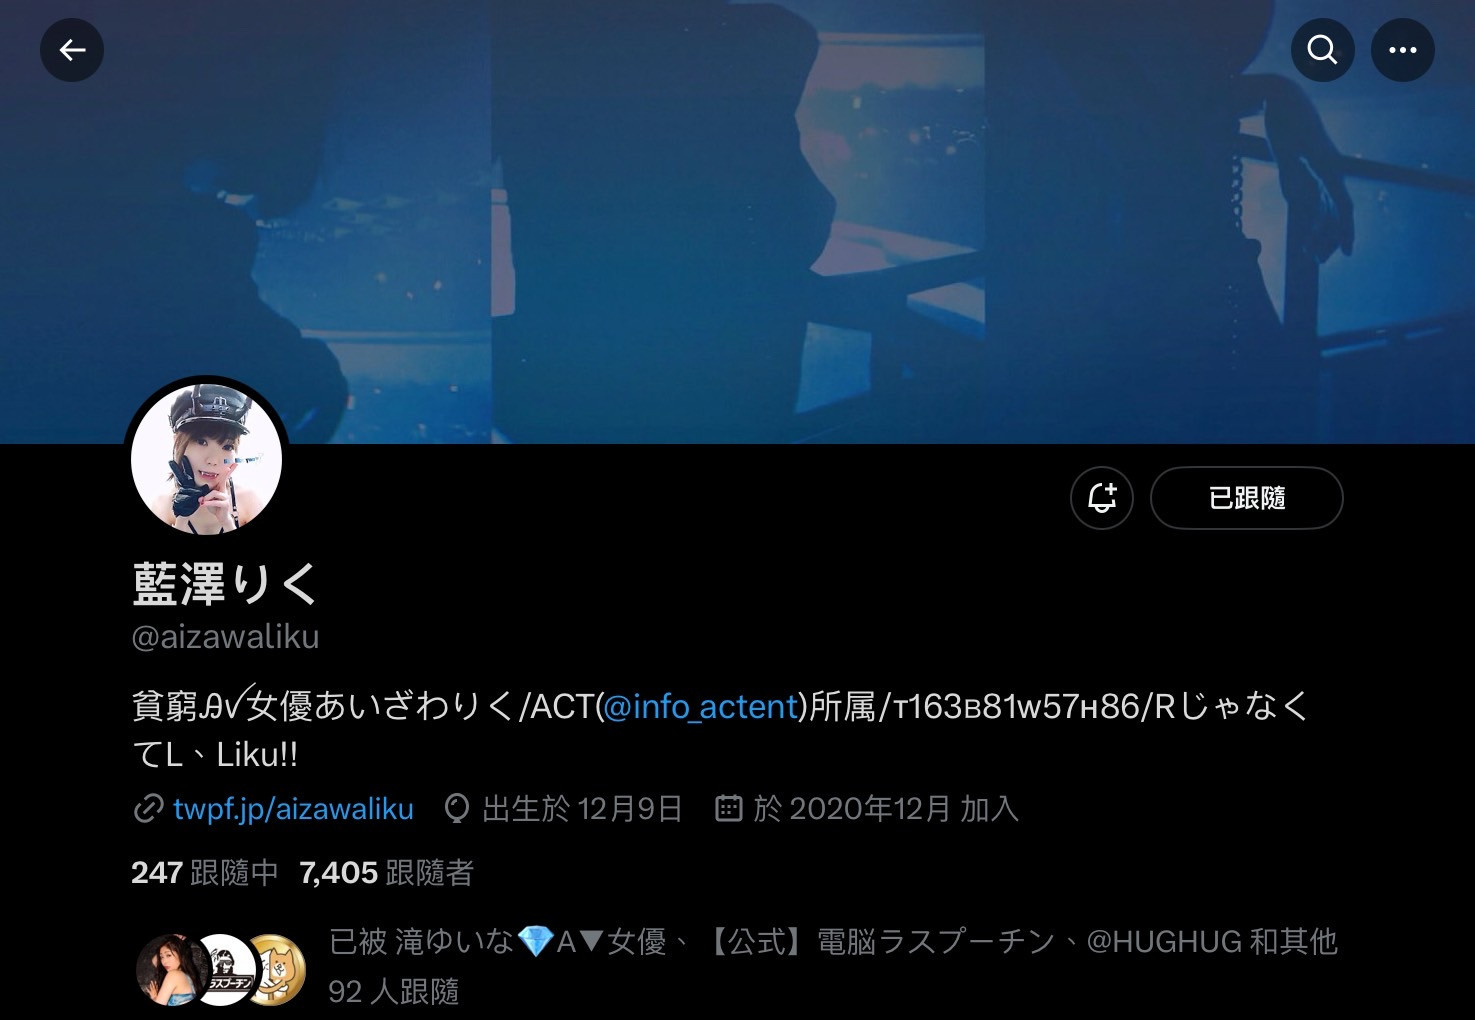 已跟隨
藍澤りく
@aizawaliku
貧窮Ꭿ√女優あいざわりく/ACT(@info_actent)所属/ᴛ163ʙ81ᴡ57ʜ86/Rじゃなく
てL、Liku!!
twpf.jp/aizawaliku 出生於 12月9日 於 2020年12月 加入
247 跟隨中 7,405 跟隨者
已被 滝ゆいな💎A▼女優、【公式】電脳ラスプーチン、@HUGHUG 和其他
92 人跟隨
ラスプーチン